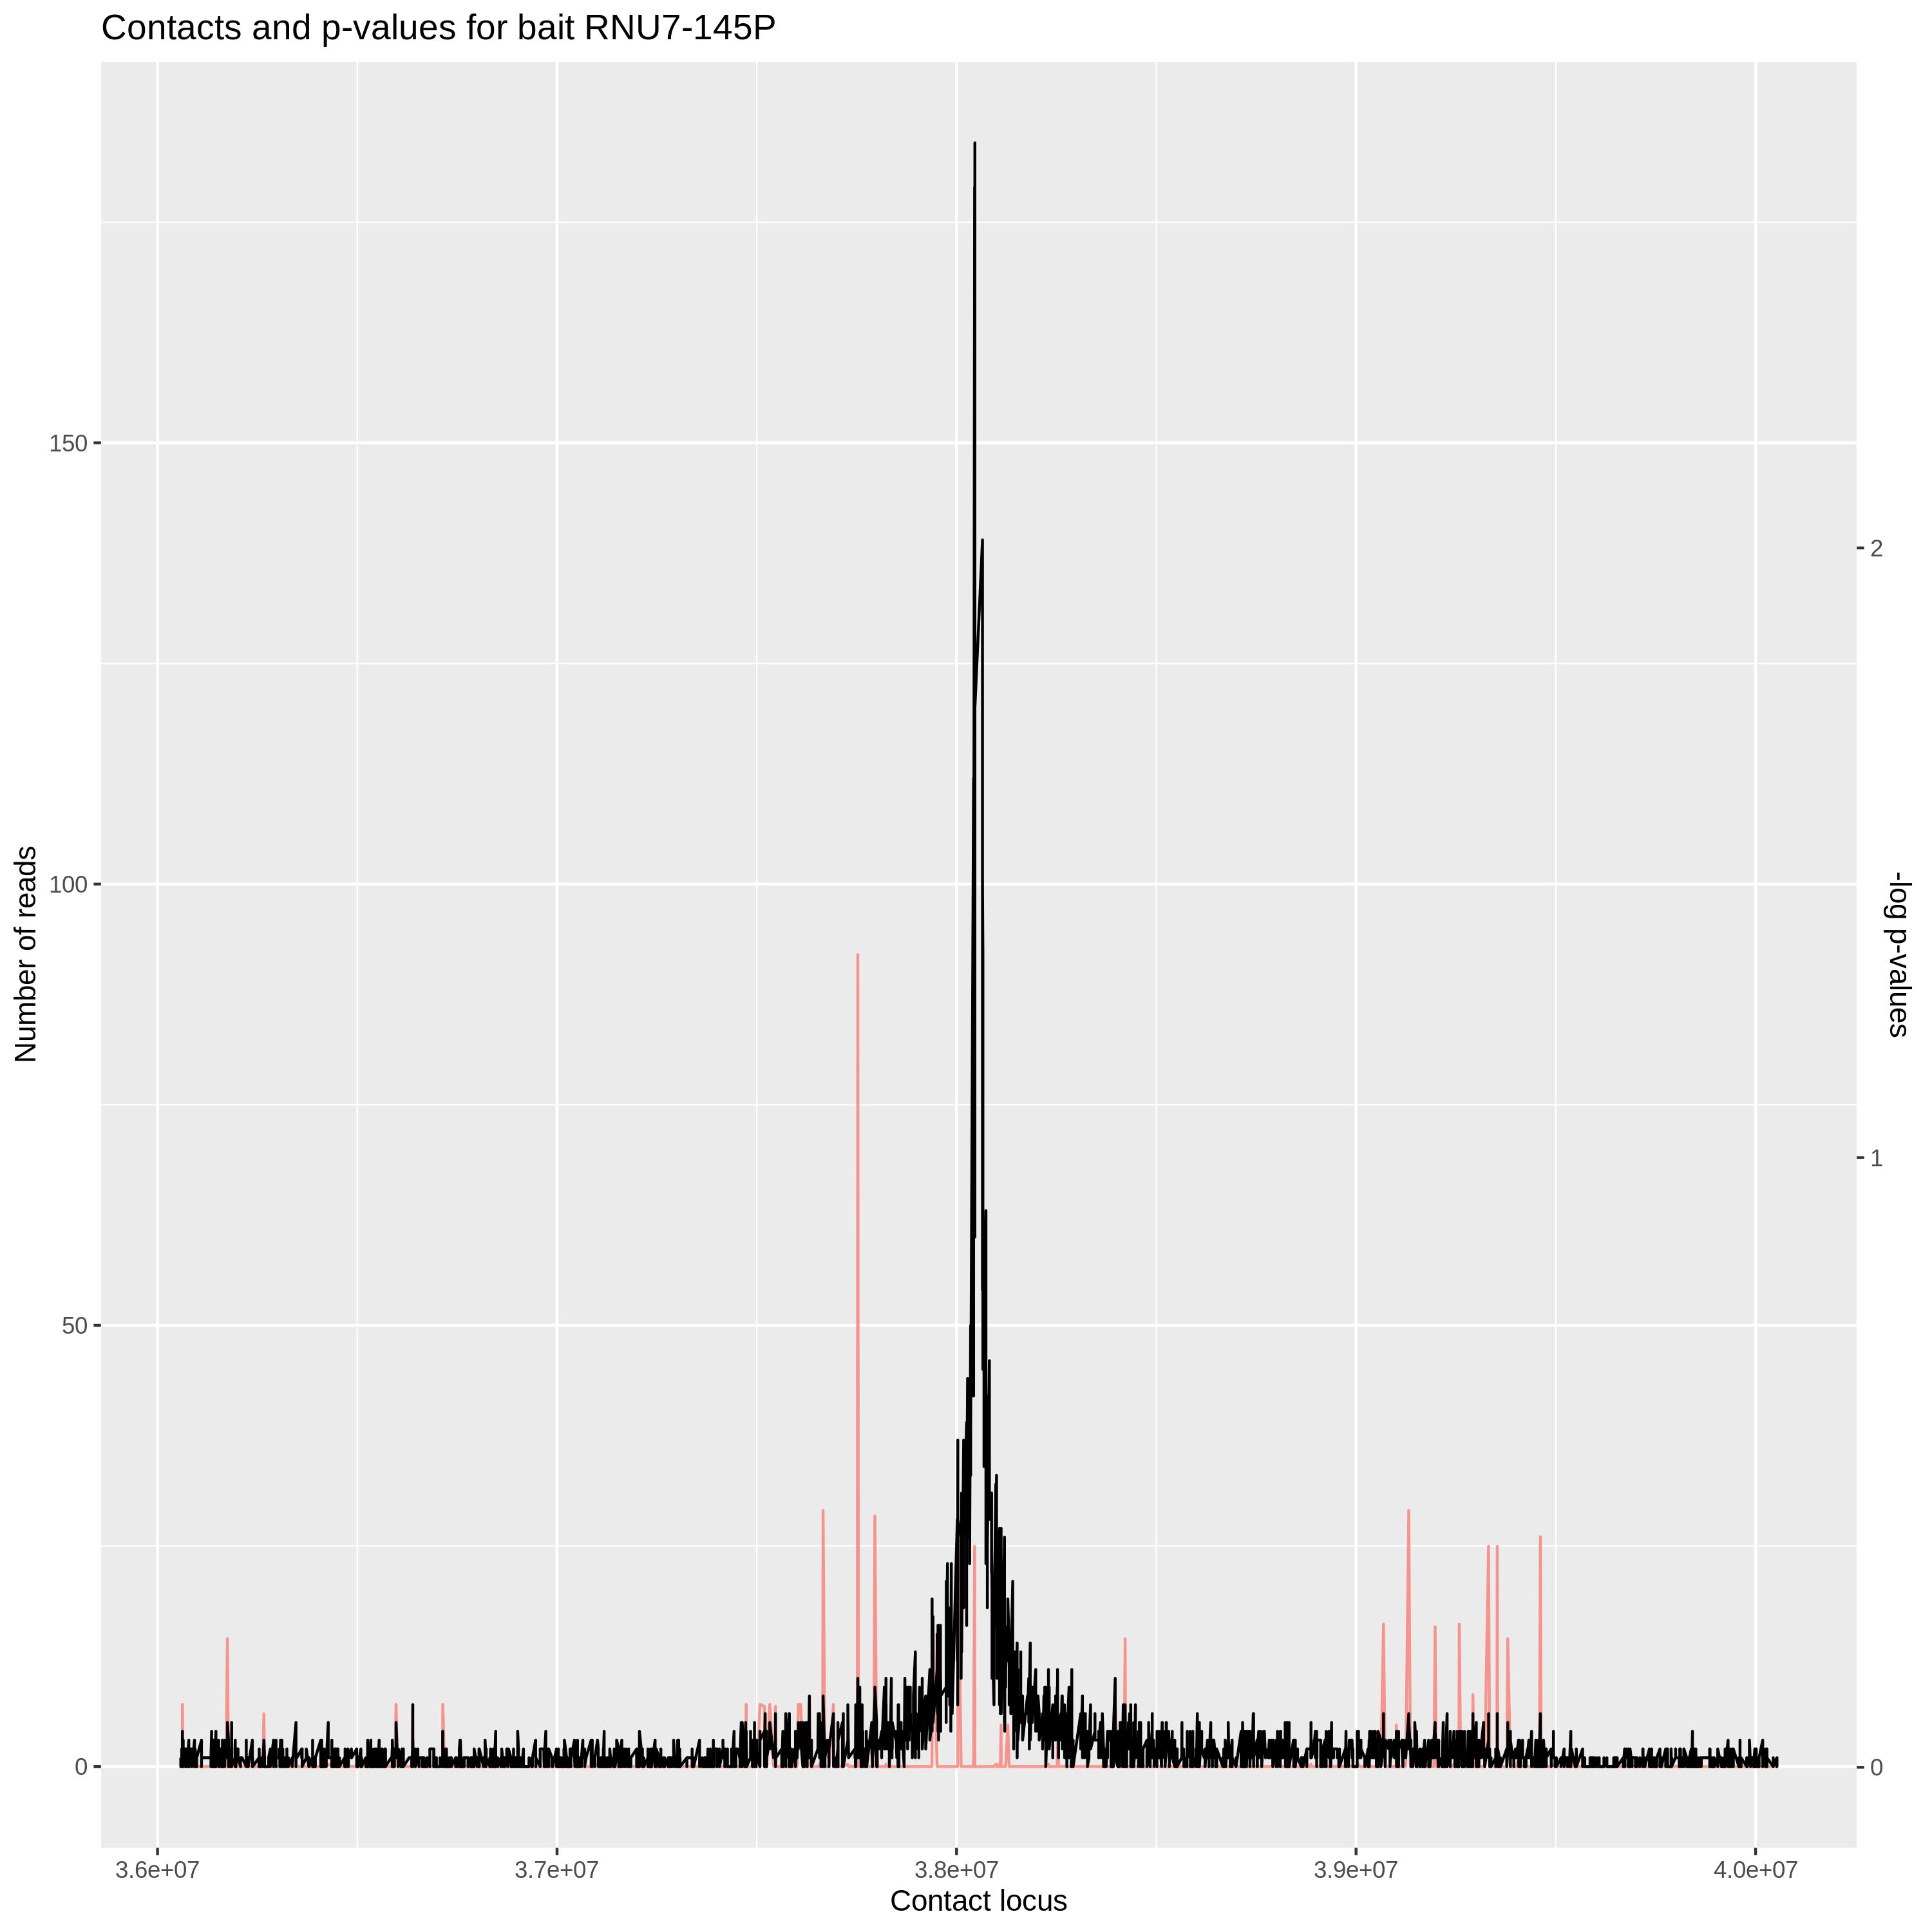 Contacts and p-values for bait RNU7-145P
Number of reads
150
100
50
0
2
1
0
-log p-values
3.6e+07
3.7e+07
3.8e+07
3.9e+07
4.0e+07
Contact locus